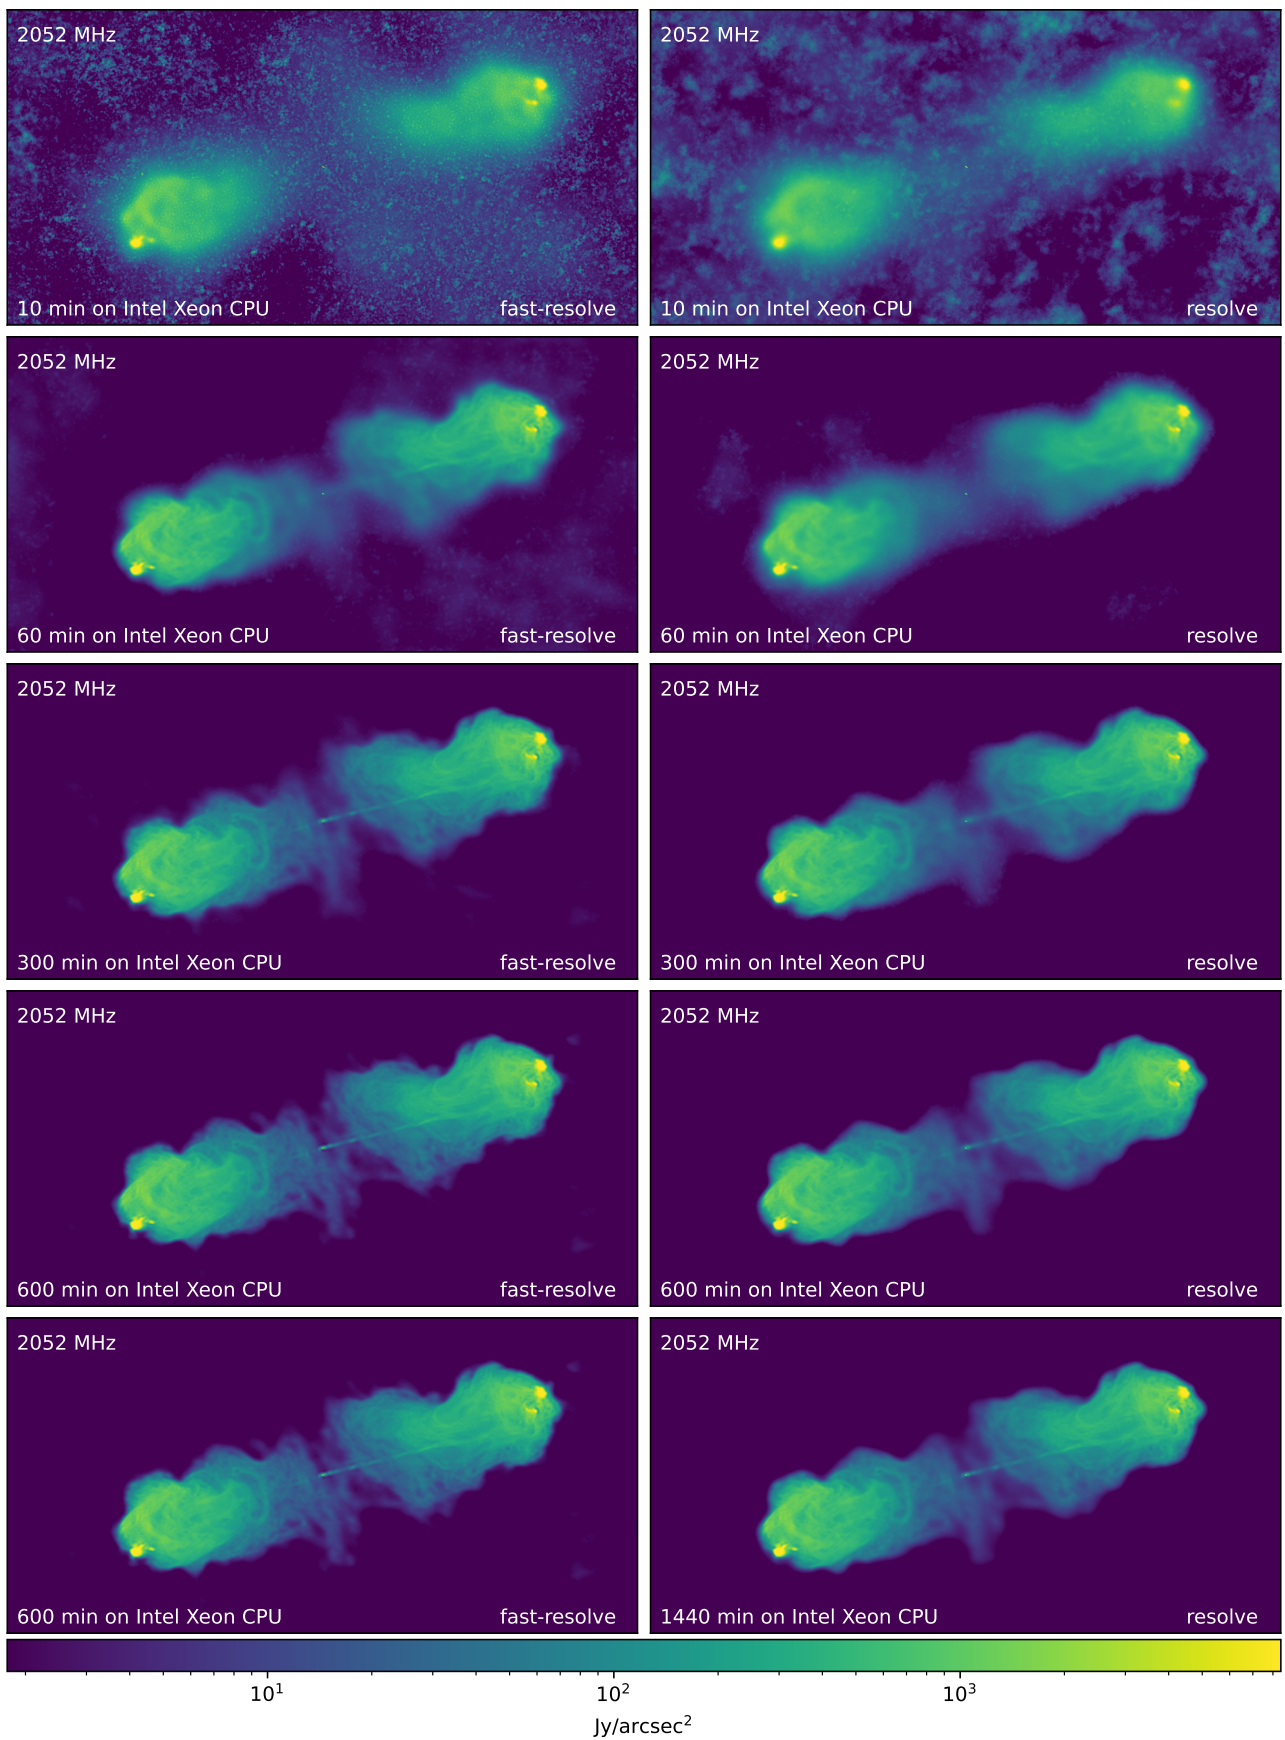 2052 MHz
10 min on Intel Xeon CPU fast-resolve
2052 MHz
10 min on Intel Xeon CPU resolve
2052 MHz
60 min on Intel Xeon CPU fast-resolve
2052 MHz
60 min on Intel Xeon CPU resolve
2052 MHz
300 min on Intel Xeon CPU fast-resolve
2052 MHz
300 min on Intel Xeon CPU resolve
2052 MHz
600 min on Intel Xeon CPU fast-resolve
2052 MHz
600 min on Intel Xeon CPU resolve
2052 MHz
600 min on Intel Xeon CPU fast-resolve
2052 MHz
1440 min on Intel Xeon CPU resolve
10¹ 10² 10³
Jy/arcsec²